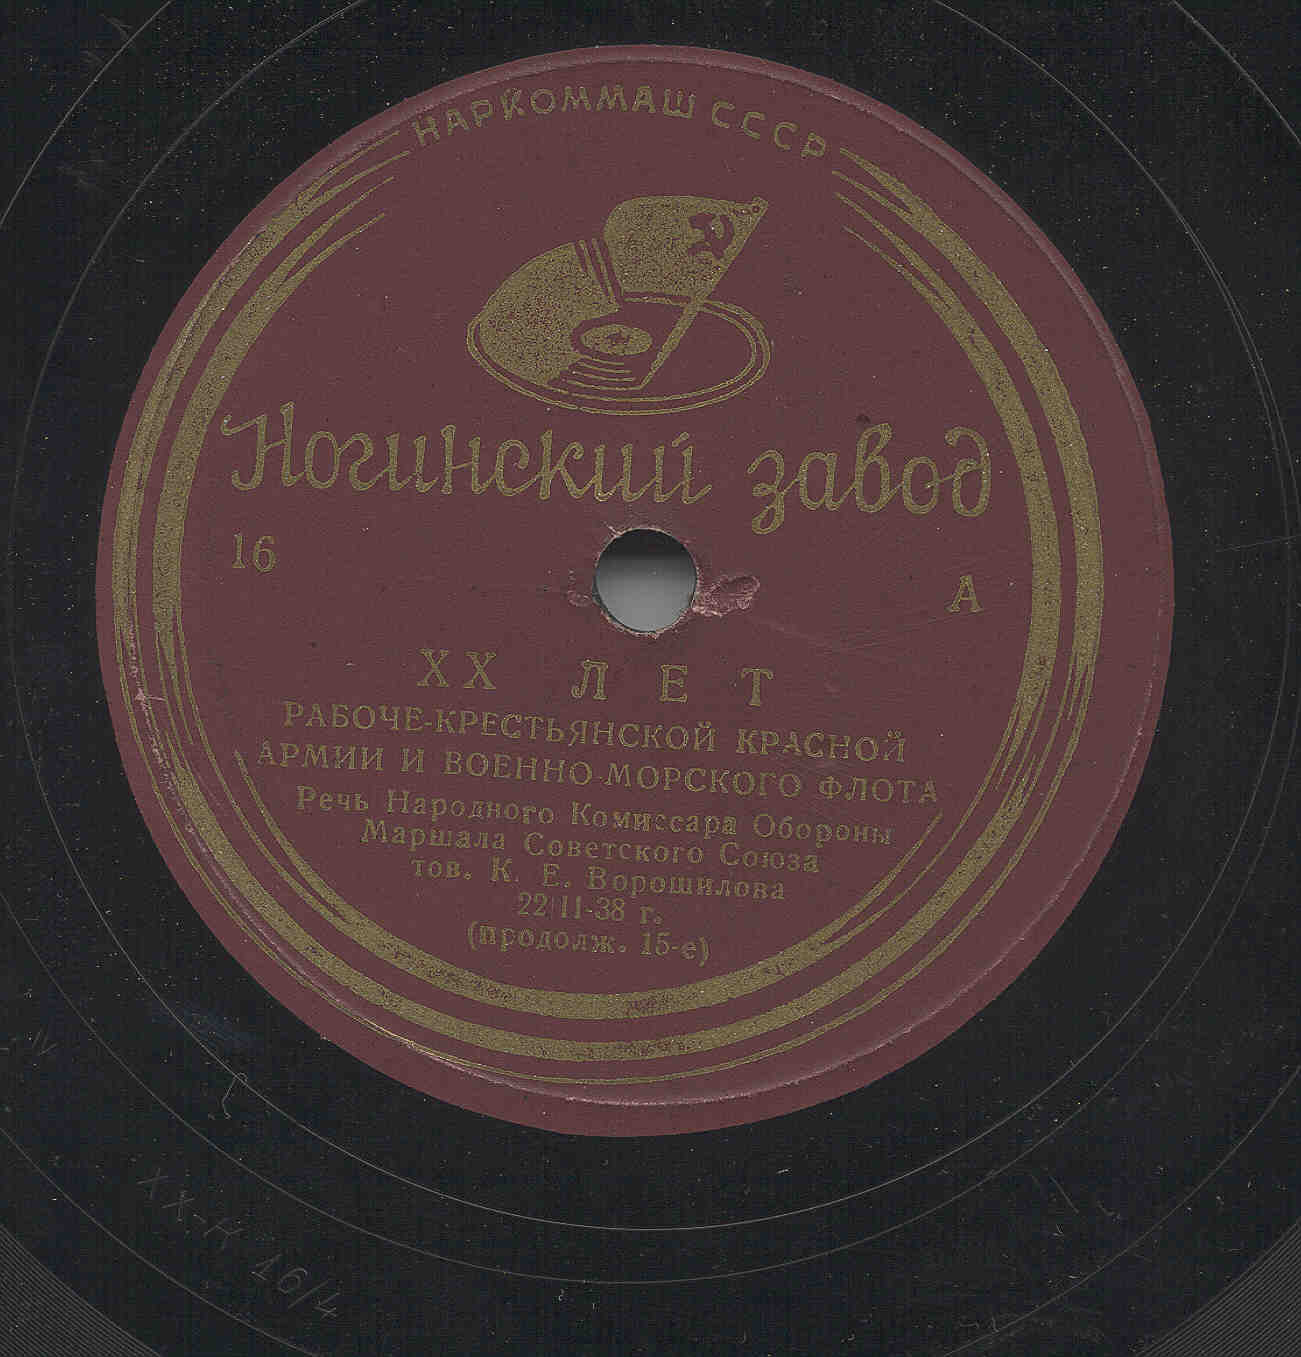 НАРКОММАШ СССР
Ногинский завод
16
А
XX ЛЕТ
РАБОЧЕ-КРЕСТЬЯНСКОЙ КРАСНОЙ
АРМИИ И ВОЕННО-МОРСКОГО ФЛОТА
Речь Народного Комиссара Обороны
Маршала Советского Союза
тов. К. Е. Ворошилова
22/II-38 г.
(продолж. 15-е)
16/4